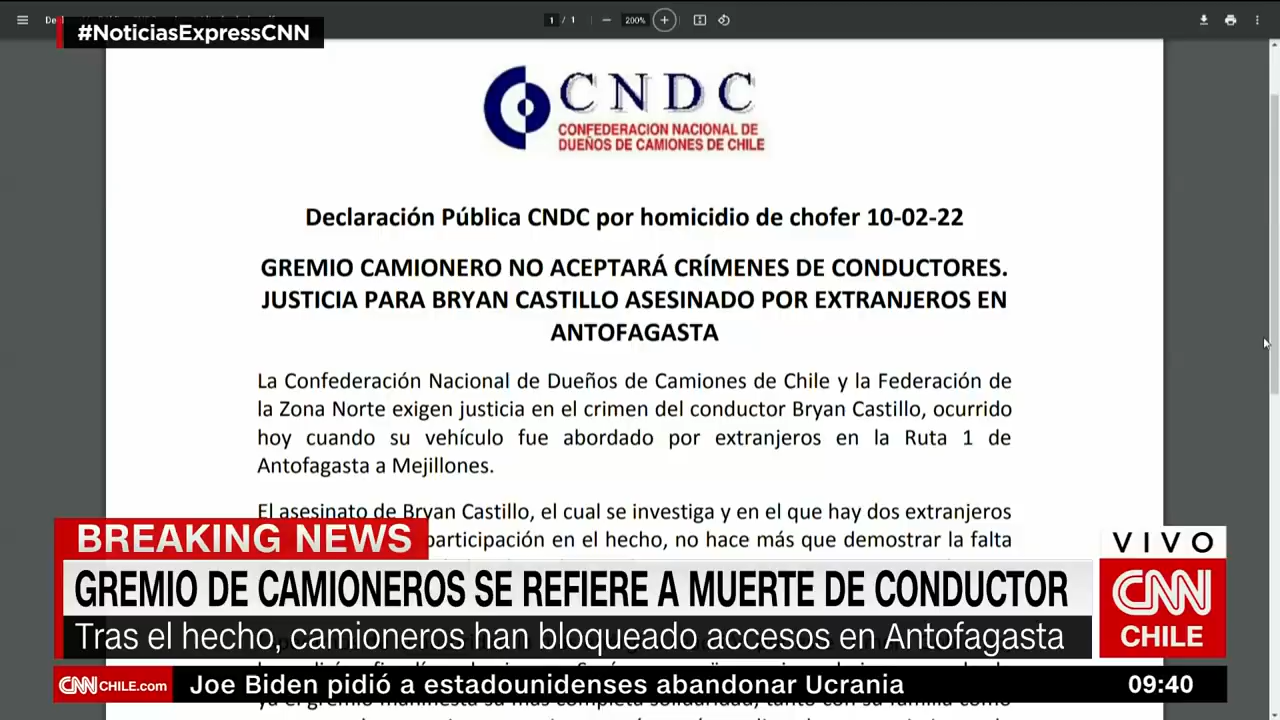 #NoticiasExpressCNN
1 / 1
200%
CNDC
CONFEDERACION NACIONAL DE
DUEÑOS DE CAMIONES DE CHILE
Declaración Pública CNDC por homicidio de chofer 10-02-22
GREMIO CAMIONERO NO ACEPTARÁ CRÍMENES DE CONDUCTORES.
JUSTICIA PARA BRYAN CASTILLO ASESINADO POR EXTRANJEROS EN
ANTOFAGASTA
La Confederación Nacional de Dueños de Camiones de Chile y la Federación de
la Zona Norte exigen justicia en el crimen del conductor Bryan Castillo, ocurrido
hoy cuando su vehículo fue abordado por extranjeros en la Ruta 1 de
Antofagasta a Mejillones.
El asesinato de Bryan Castillo, el cual se investiga y en el que hay dos extranjeros
participación en el hecho, no hace más que demostrar la falta
BREAKING NEWS
GREMIO DE CAMIONEROS SE REFIERE A MUERTE DE CONDUCTOR
Tras el hecho, camioneros han bloqueado accesos en Antofagasta
VIVO
CNN
CHILE
CNNCHILE.com
Joe Biden pidió a estadounidenses abandonar Ucrania
09:40